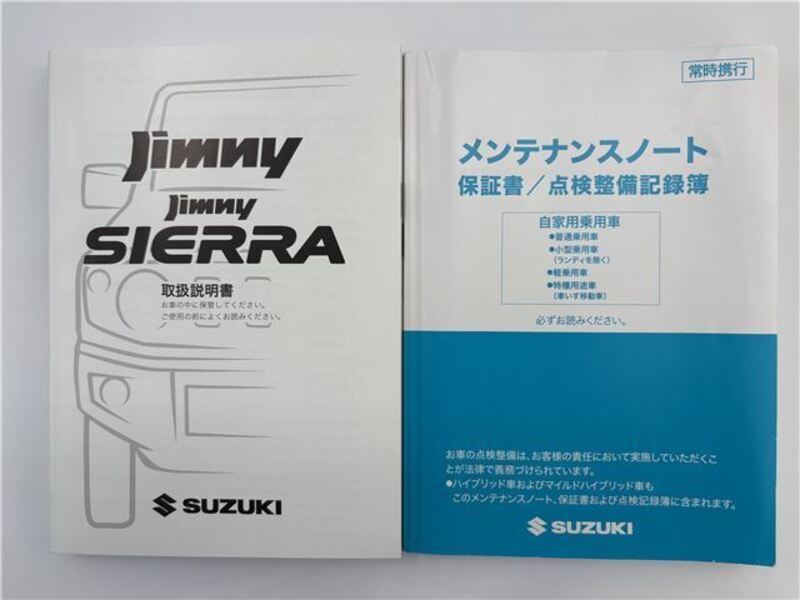 Jimny
Jimny
SIERRA
取扱説明書
お車の中に保管してください。
ご使用の前によくお読みください。
SUZUKI
常時携行
メンテナンスノート
保証書／点検整備記録簿
自家用乗用車
●普通乗用車
●小型乗用車
（ランディを除く）
●軽乗用車
●特種用途車
（車いす移動車）
必ずお読みください。
お車の点検整備は、お客様の責任において実施していただくこ
とが法律で義務づけられています。
●ハイブリッド車およびマイルドハイブリッド車も
このメンテナンスノート、保証書および点検記録簿に含まれます。
SUZUKI